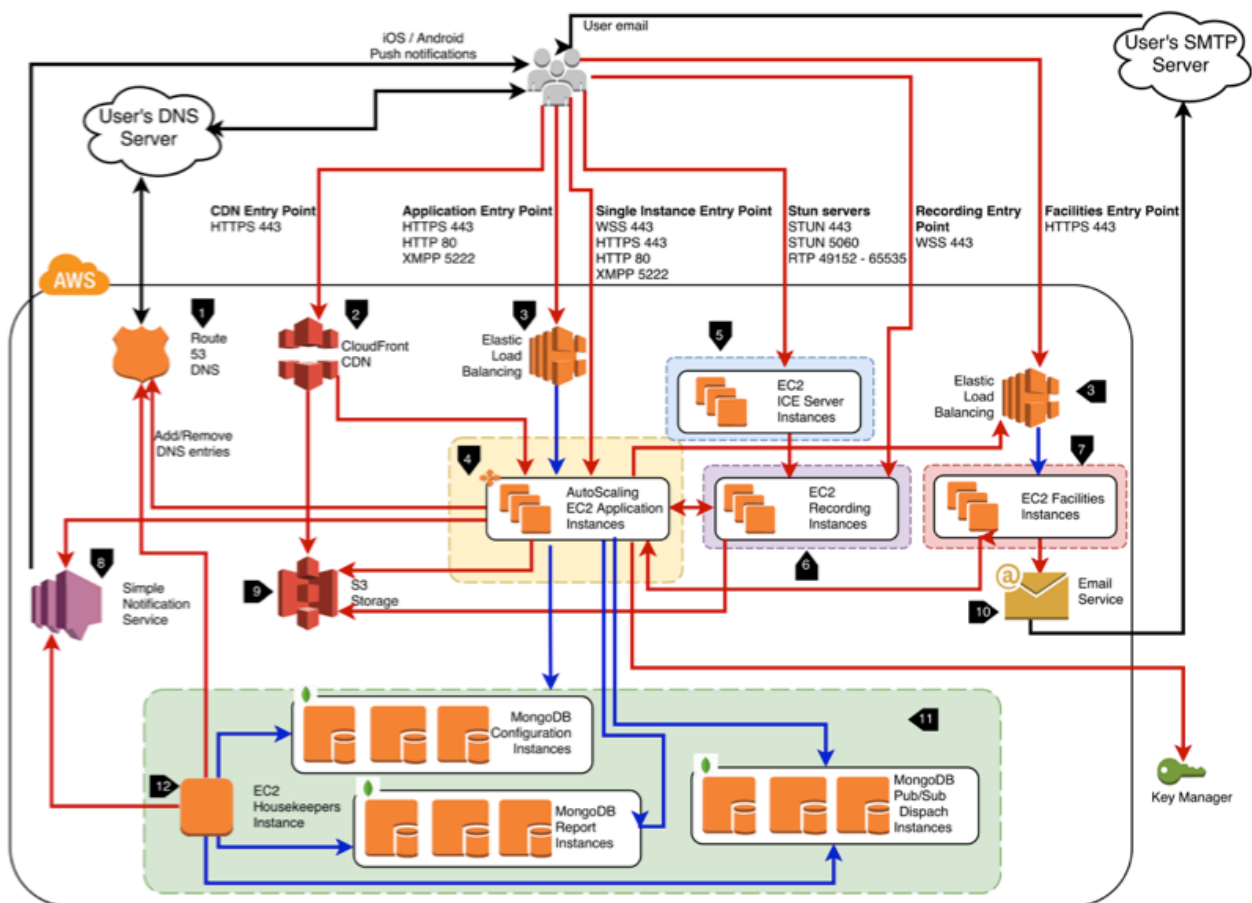 User email
iOS / Android
Push notifications
User's SMTP
Server
User's DNS
Server
CDN Entry Point
HTTPS 443
Application Entry Point
HTTPS 443
HTTP 80
XMPP 5222
Single Instance Entry Point
WSS 443
HTTPS 443
HTTP 80
XMPP 5222
Stun servers
STUN 443
STUN 5060
RTP 49152 - 65535
Recording Entry
Point
WSS 443
Facilities Entry Point
HTTPS 443
AWS
1
Route
53
DNS
2
CloudFront
CDN
3
Elastic
Load
Balancing
5
EC2
ICE Server
Instances
Elastic
Load
Balancing
3
Add/Remove
DNS entries
4
AutoScaling
EC2 Application
Instances
EC2
Recording
Instances
6
7
EC2 Facilities
Instances
8
Simple
Notification
Service
9
S3
Storage
@
10
Email
Service
11
MongoDB
Configuration
Instances
12
EC2
Housekeepers
Instance
MongoDB
Report
Instances
MongoDB
Pub/Sub
Dispach
Instances
Key Manager